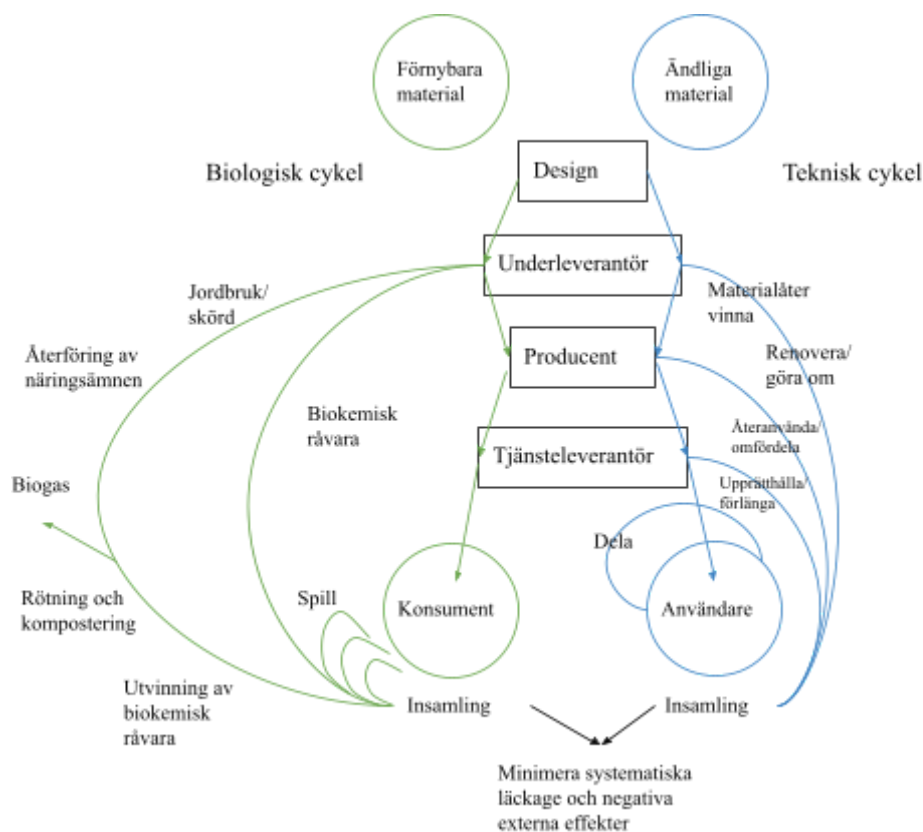 Förnybara
material
Ändliga
material
Biologisk cykel
Design
Teknisk cykel
Underleverantör
Jordbruk/
skörd
Materialåter
vinna
Återföring av
näringsämnen
Producent
Renovera/
göra om
Biokemisk
råvara
Återanvända/
omfördela
Tjänsteleverantör
Upprätthålla/
förlänga
Biogas
Dela
Rötning och
kompostering
Spill
Konsument
Användare
Utvinning av
biokemisk
råvara
Insamling
Insamling
Minimera systematiska
läckage och negativa
externa effekter